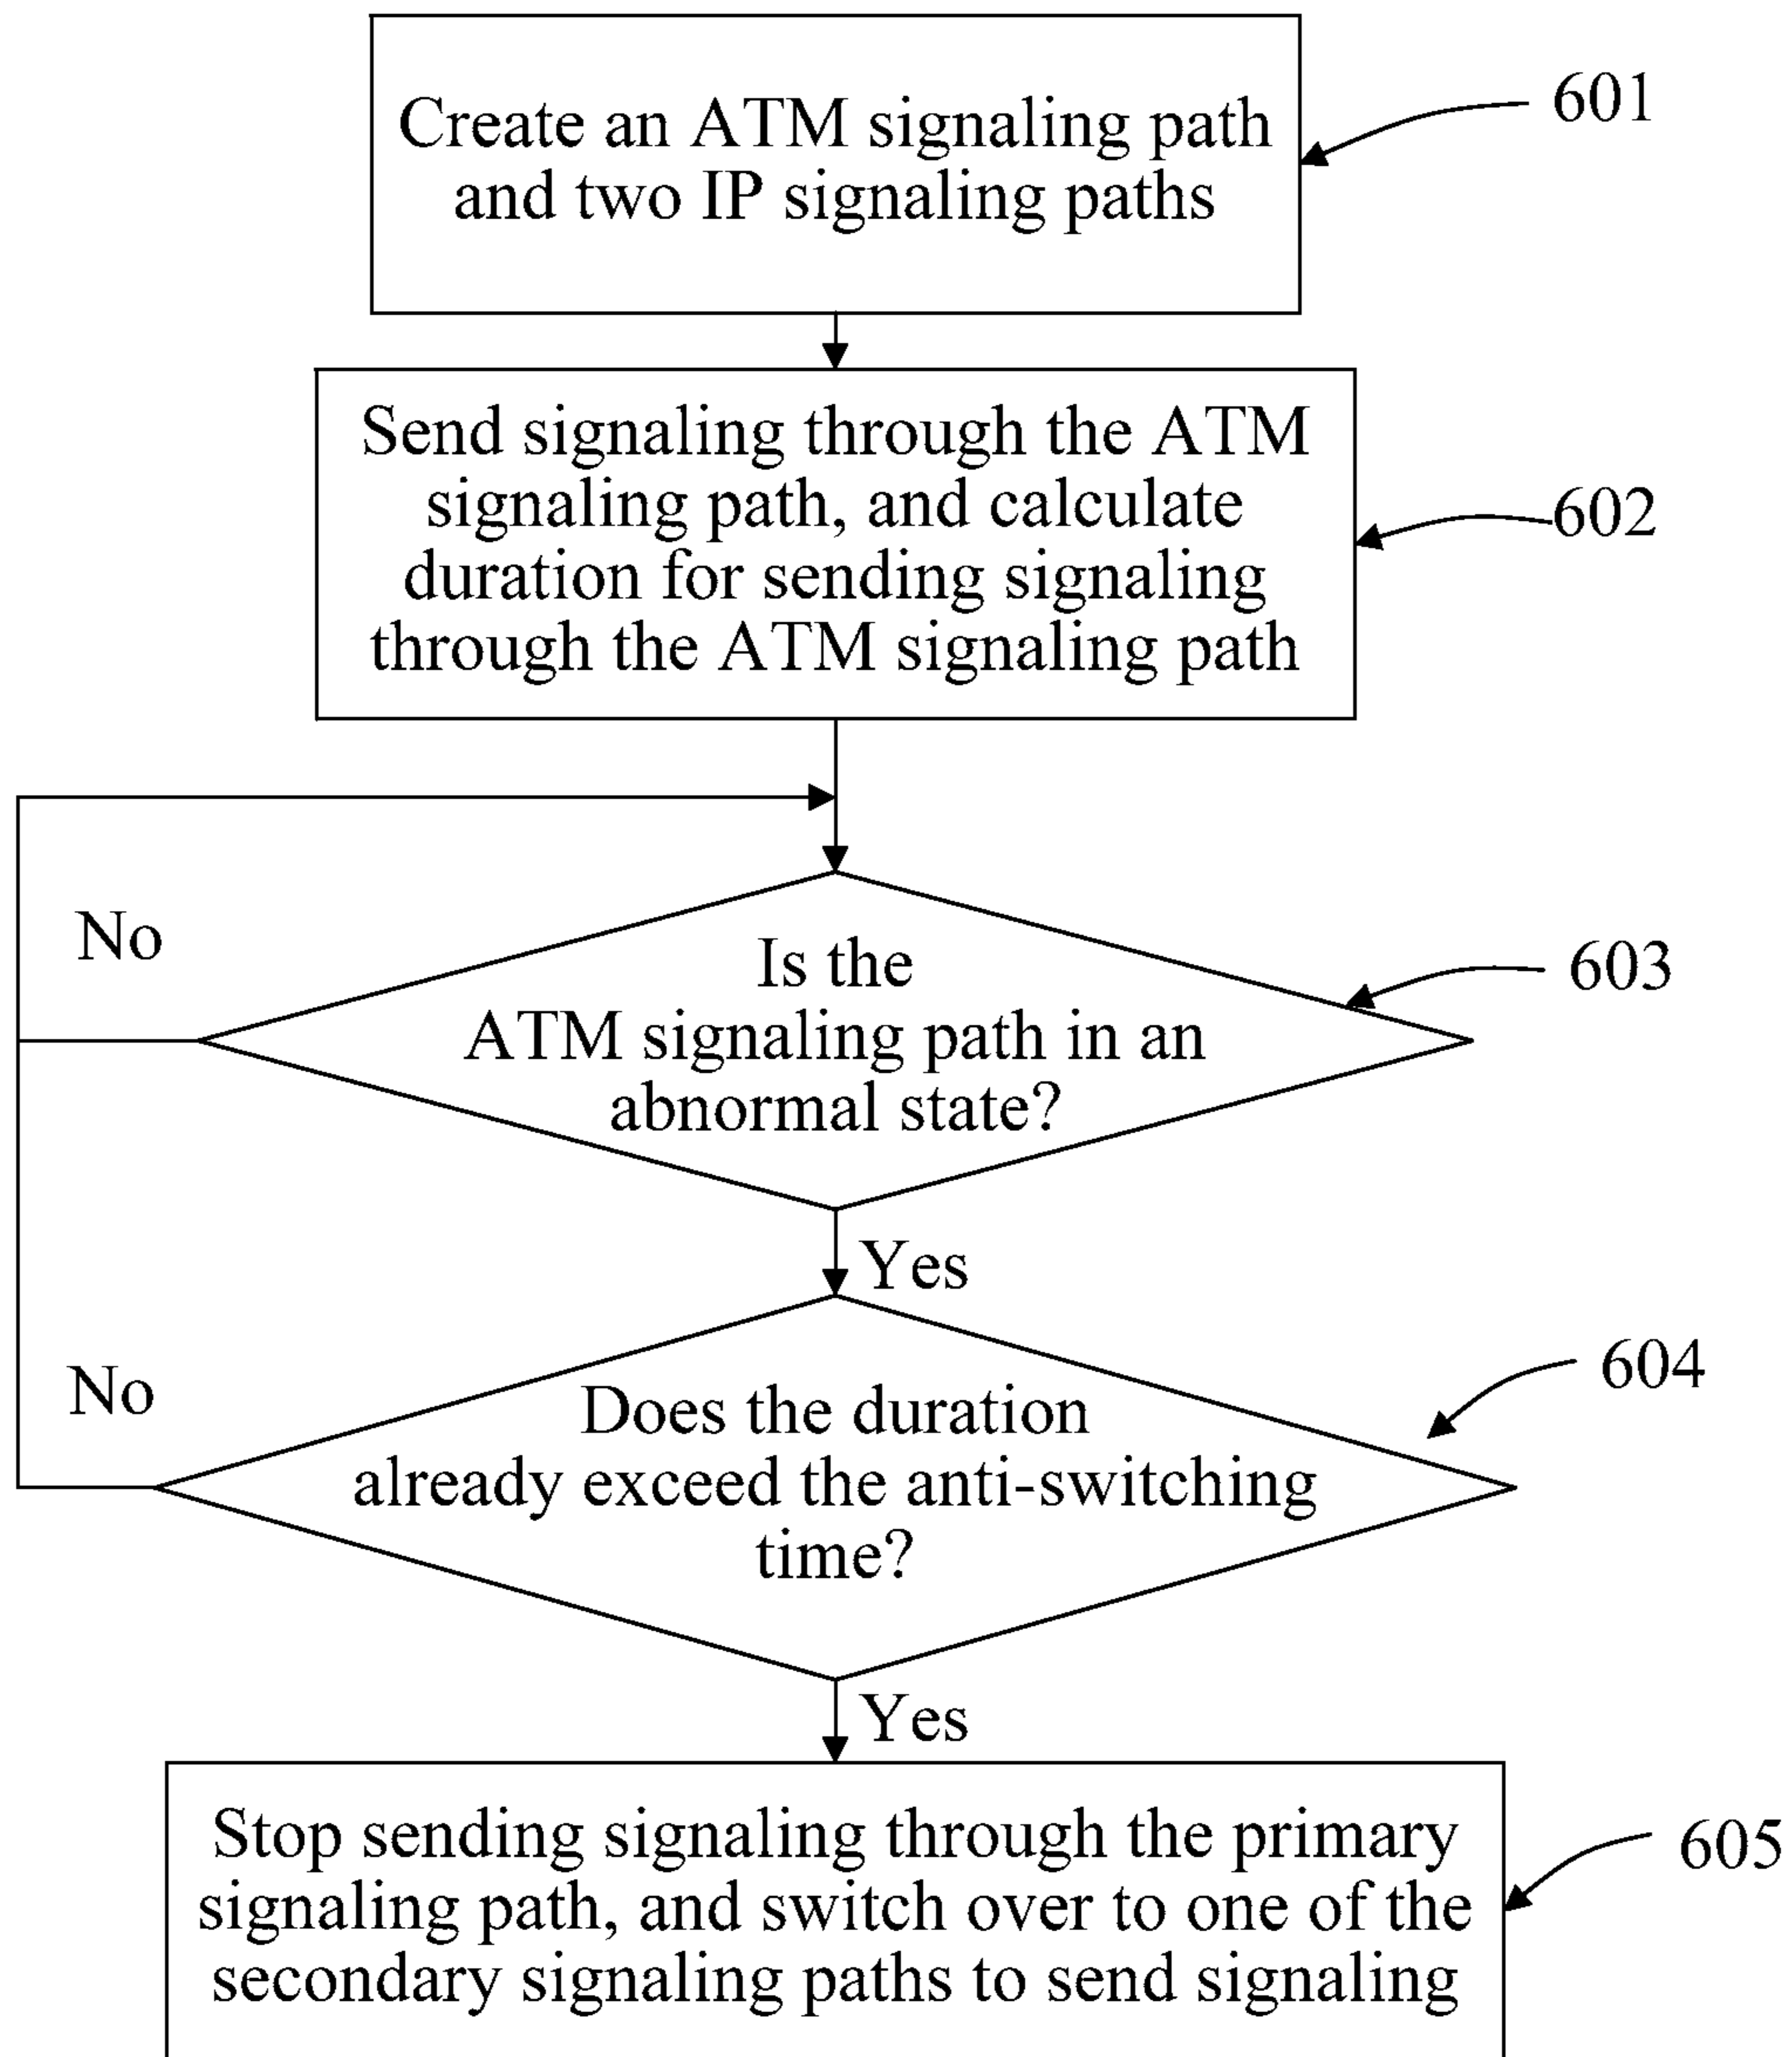 Create an ATM signaling path
and two IP signaling paths
601
Send signaling through the ATM
signaling path, and calculate
duration for sending signaling
through the ATM signaling path
602
No
Is the
ATM signaling path in an
abnormal state?
603
Yes
No
Does the duration
already exceed the anti-switching
time?
604
Yes
Stop sending signaling through the primary
signaling path, and switch over to one of the
secondary signaling paths to send signaling
605